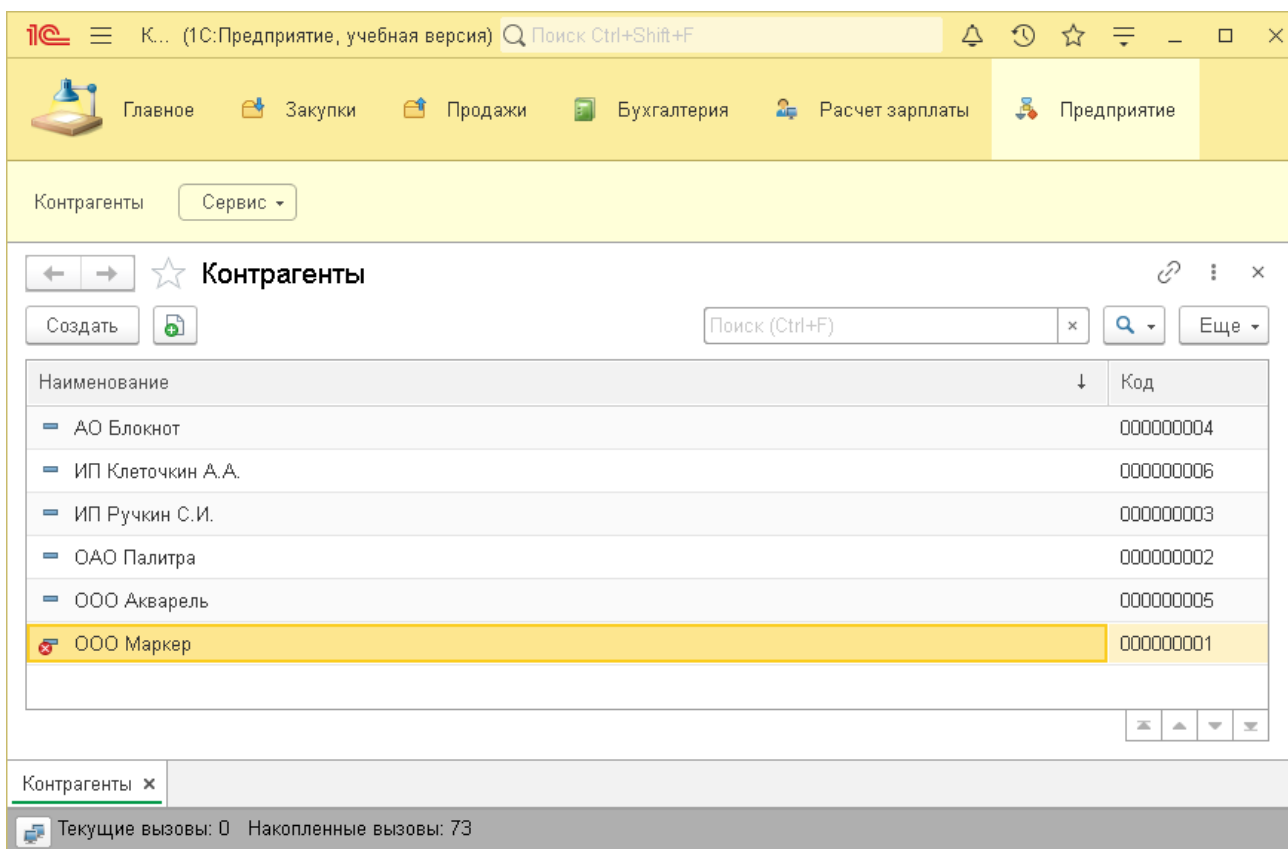 1С К... (1С:Предприятие, учебная версия) Поиск Ctrl+Shift+F
Главное Закупки Продажи Бухгалтерия Расчет зарплаты Предприятие
Контрагенты Сервис
Контрагенты
Создать Поиск (Ctrl+F) × Еще
Наименование ↓ Код
АО Блокнот 000000004
ИП Клеточкин А.А. 000000006
ИП Ручкин С.И. 000000003
ОАО Палитра 000000002
ООО Акварель 000000005
ООО Маркер 000000001
Контрагенты ×
Текущие вызовы: 0 Накопленные вызовы: 73